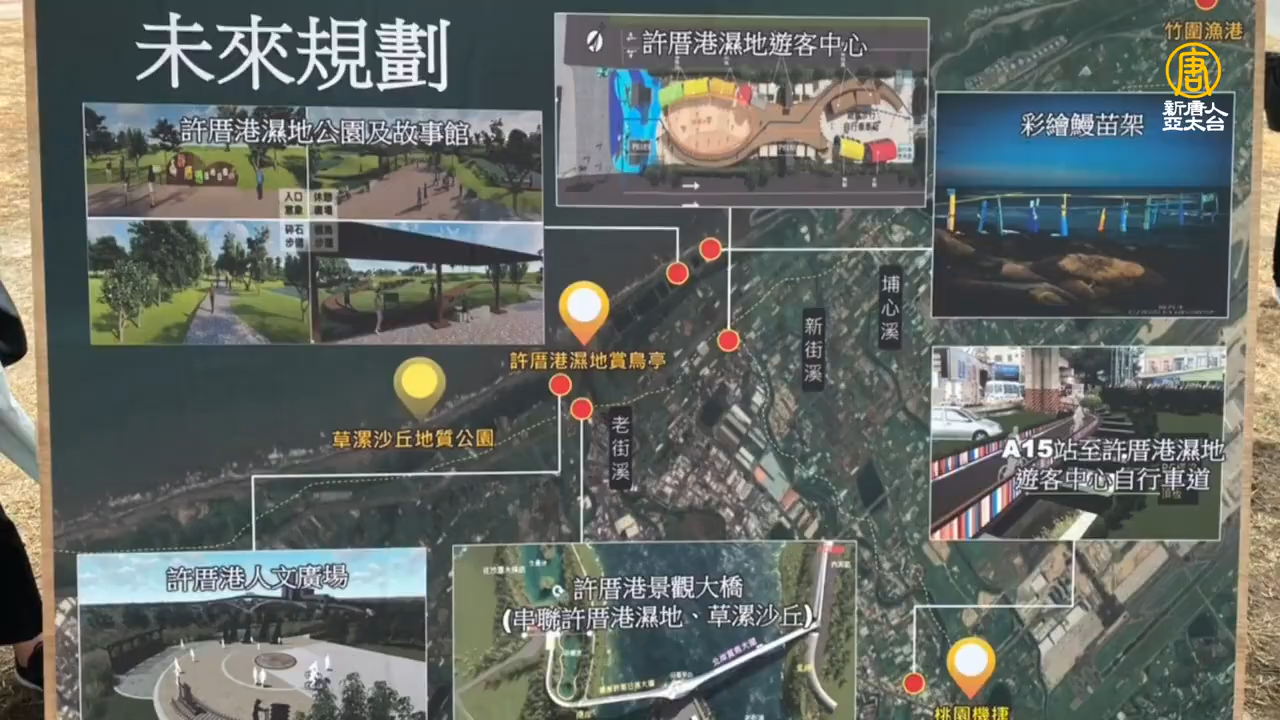 未來規劃
許厝港濕地遊客中心
竹圍漁港
唐
新唐人
亞太台
彩繪鰻苗架
許厝港濕地公園及故事館
入口
意象
休憩
廣場
碎石
步道
埔心溪
新街溪
許厝港濕地賞鳥亭
草漯沙丘地質公園
老街溪
A15站至許厝港濕地
遊客中心自行車道
許厝港人文廣場
許厝港景觀大橋
(串聯許厝港濕地、草漯沙丘)
桃園機捷